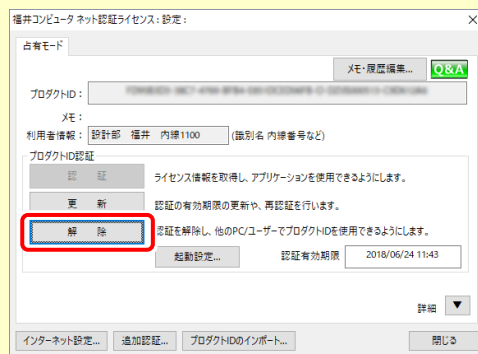 福井コンピュータ ネット認証ライセンス : 設定 :
占有モード
メモ・履歴編集... Q&A
プロダクトID :
メモ :
利用者情報 : 設計部 福井 内線1100 (識別名 内線番号など)
プロダクトID認証
認 証 ライセンス情報を取得し、アプリケーションを使用できるようにします。
更 新 認証の有効期限の更新や、再認証を行います。
解 除 認証を解除し、他のPC/ユーザーでプロダクトIDを使用できるようにします。
起動設定... 認証有効期限 2018/06/24 11:43
詳細 ▼
インターネット設定... 追加認証... プロダクトIDのインポート... 閉じる